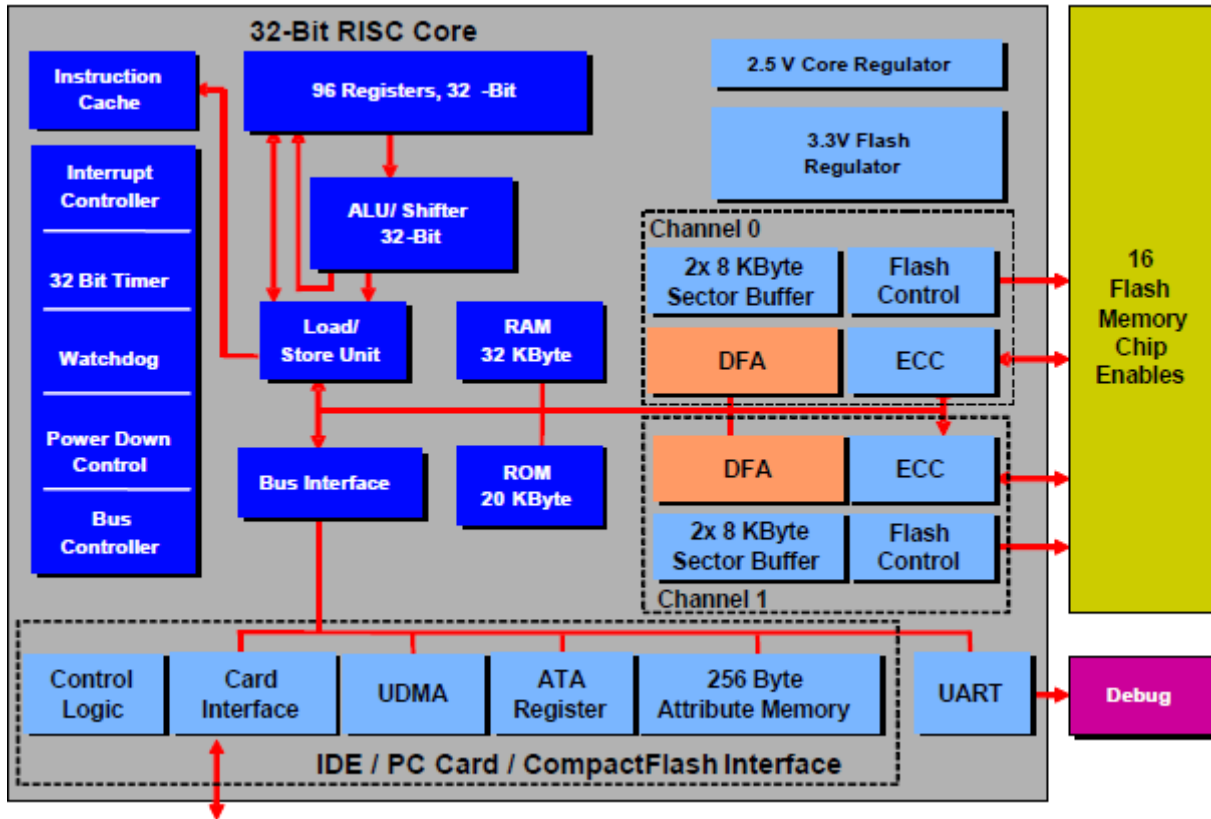 32-Bit RISC Core
Instruction
Cache
96 Registers, 32 -Bit
2.5 V Core Regulator
3.3V Flash
Regulator
Interrupt
Controller
32 Bit Timer
Watchdog
Power Down
Control
Bus
Controller
ALU/ Shifter
32-Bit
Load/
Store Unit
RAM
32 KByte
Bus Interface
ROM
20 KByte
Channel 0
2x 8 KByte
Sector Buffer
Flash
Control
DFA
ECC
DFA
ECC
2x 8 KByte
Sector Buffer
Flash
Control
Channel 1
16
Flash
Memory
Chip
Enables
Control
Logic
Card
Interface
UDMA
ATA
Register
256 Byte
Attribute Memory
UART
Debug
IDE / PC Card / CompactFlash Interface